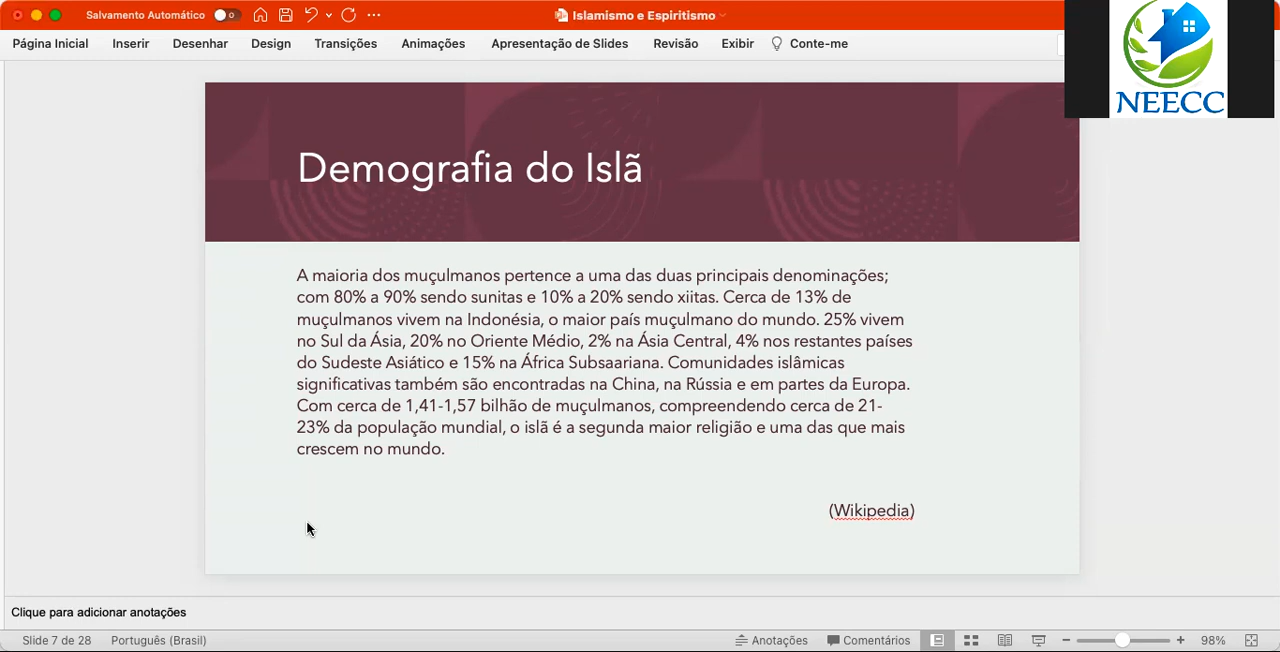 Salvamento Automático
0
Islamismo e Espiritismo
Página Inicial Inserir Desenhar Design Transições Animações Apresentação de Slides Revisão Exibir Conte-me
NEECC
Demografia do Islã
A maioria dos muçulmanos pertence a uma das duas principais denominações;
com 80% a 90% sendo sunitas e 10% a 20% sendo xiitas. Cerca de 13% de
muçulmanos vivem na Indonésia, o maior país muçulmano do mundo. 25% vivem
no Sul da Ásia, 20% no Oriente Médio, 2% na Ásia Central, 4% nos restantes países
do Sudeste Asiático e 15% na África Subsaariana. Comunidades islâmicas
significativas também são encontradas na China, na Rússia e em partes da Europa.
Com cerca de 1,41-1,57 bilhão de muçulmanos, compreendendo cerca de 21-
23% da população mundial, o islã é a segunda maior religião e uma das que mais
crescem no mundo.
(Wikipedia)
Clique para adicionar anotações
Slide 7 de 28 Português (Brasil) Anotações Comentários 98%